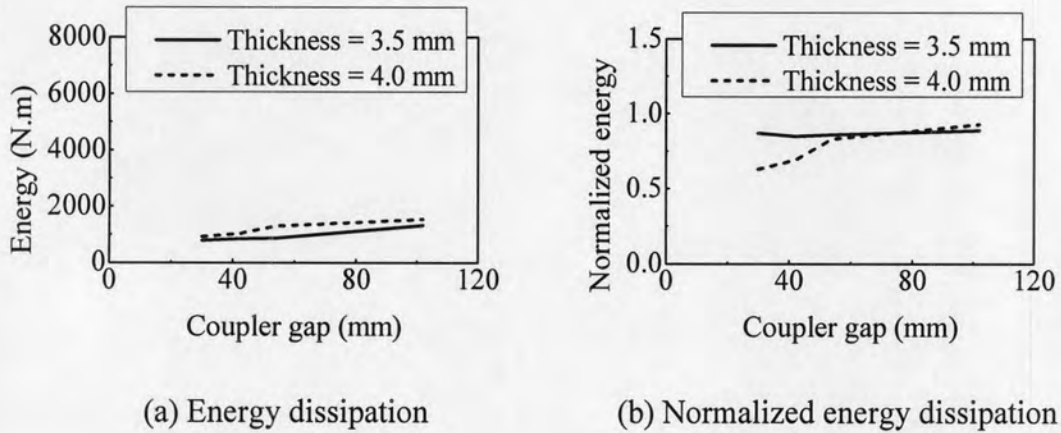 8000
6000
4000
2000
0
Energy (N.m)
Thickness = 3.5 mm
Thickness = 4.0 mm
0 40 80 120
Coupler gap (mm)
(a) Energy dissipation
1.5
1.0
0.5
0.0
Normalized energy
Thickness = 3.5 mm
Thickness = 4.0 mm
0 40 80 120
Coupler gap (mm)
(b) Normalized energy dissipation